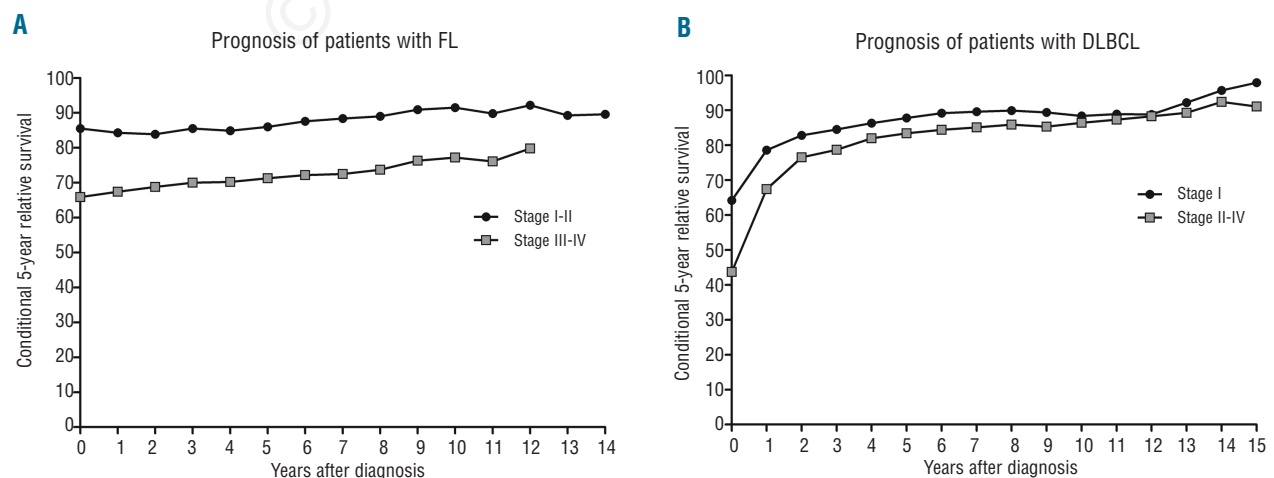 A
Prognosis of patients with FL
Conditional 5-year relative survival
100
90
80
70
60
50
40
30
20
10
0
Stage I-II
Stage III-IV
0 1 2 3 4 5 6 7 8 9 10 11 12 13 14
Years after diagnosis
B
Prognosis of patients with DLBCL
Conditional 5-year relative survival
100
90
80
70
60
50
40
30
20
10
0
Stage I
Stage II-IV
0 1 2 3 4 5 6 7 8 9 10 11 12 13 14 15
Years after diagnosis
©